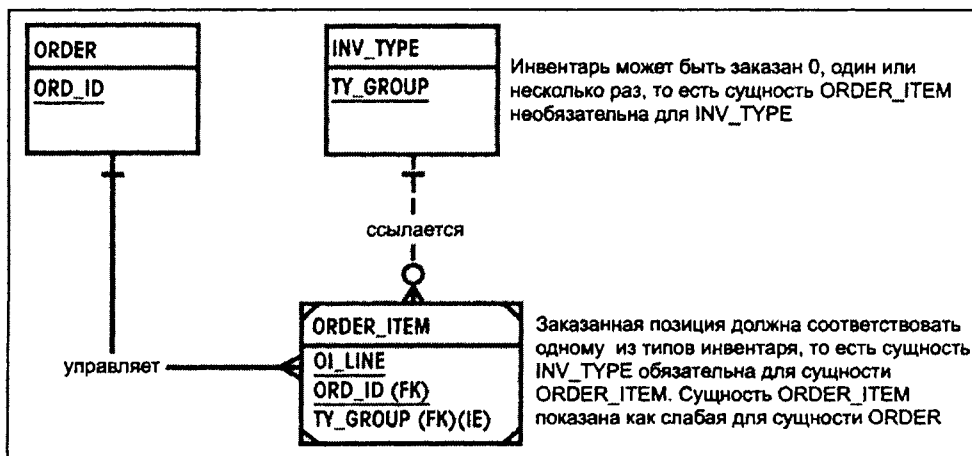 ORDER
ORD_ID
INV_TYPE
TY_GROUP
Инвентарь может быть заказан 0, один или
несколько раз, то есть сущность ORDER_ITEM
необязательна для INV_TYPE
ссылается
управляет
ORDER_ITEM
OI_LINE
ORD_ID (FK)
TY_GROUP (FK)(IE)
Заказанная позиция должна соответствовать
одному из типов инвентаря, то есть сущность
INV_TYPE обязательна для сущности
ORDER_ITEM. Сущность ORDER_ITEM
показана как слабая для сущности ORDER